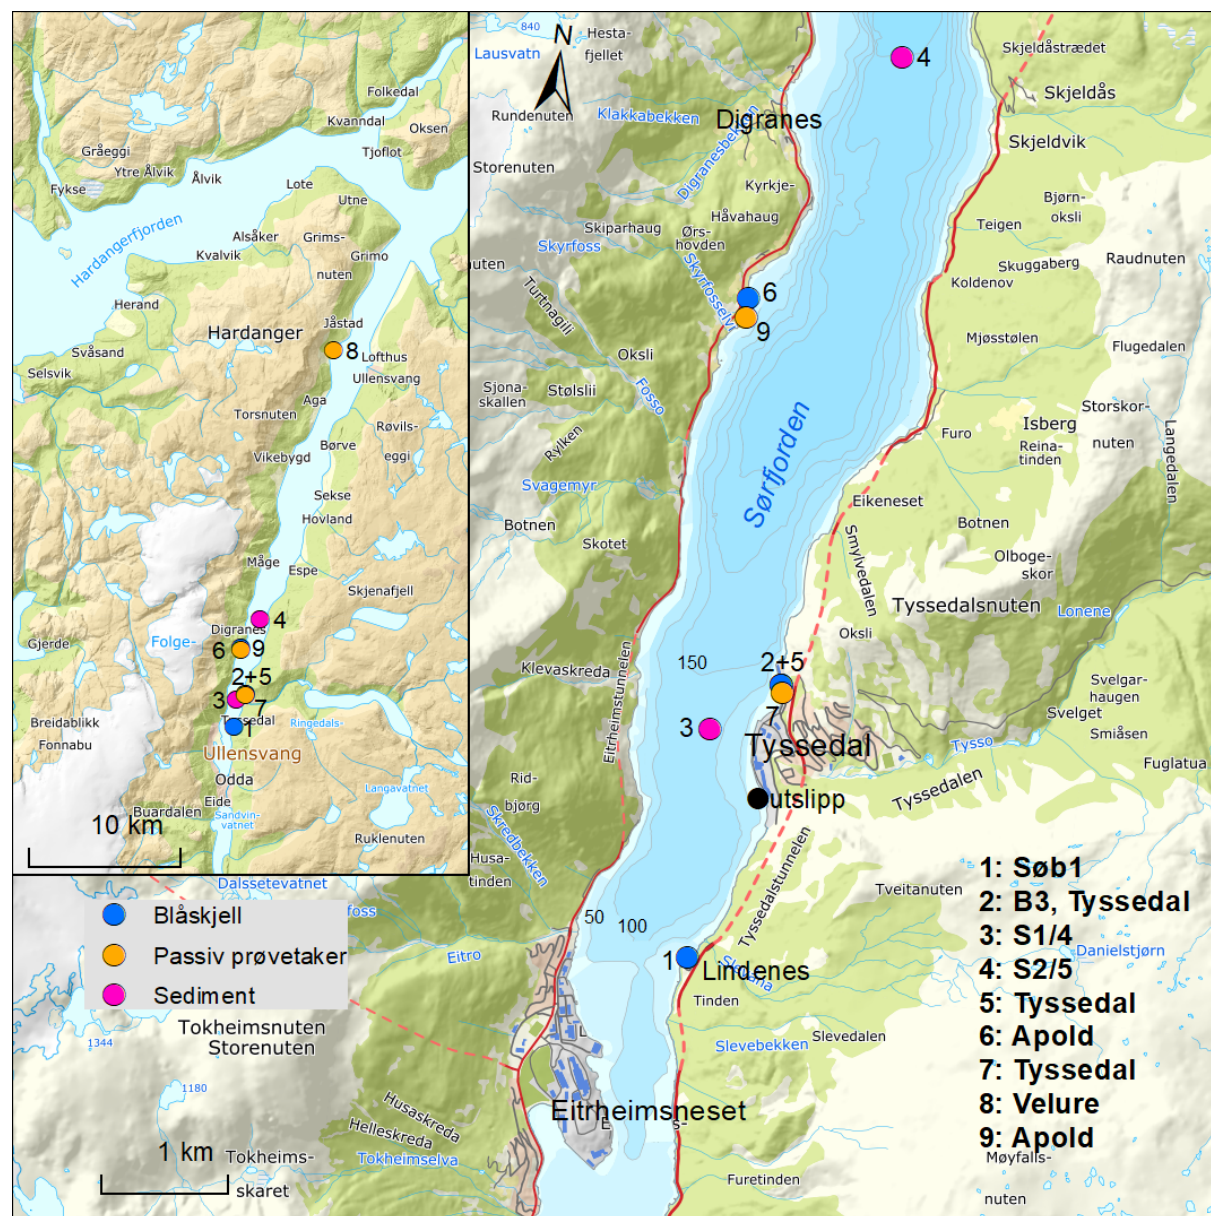 Folkedal
Kvanndal
Oksen
Gråeggi
Tjoflot
Ytre Ålvik
Ålvik
Fykse
Lote
Utne
Hardangerfjorden
Alsåker
Grims-
nuten
Kvalvik
Grimo
Herand
Hardanger
Jåstad
8
Lofthus
Svåsand
Selsvik
Ullensvang
Aga
Torsnuten
Røvils-
eggi
Børve
Vikebygd
Sekse
Hovland
Måge
Espe
Skjenafjell
4
Digranes
Gjerde
Folge-
6
9
2+5
3
7
Tyssedal
1
Ringedals-
Breidablikk
Fonnabu
Ullensvang
Odda
Langavatnet
Eide
Buardalen
Sandvin-
vatnet
10 km
Ruklenuten
840
Lausvatn
Hesta-
fjellet
N
4
Skjeldåstrædet
Skjeldås
Rundenuten
Klakkabekken
Digranes
Skjeldvik
Storenuten
Digranesbekken
Kyrkje-
Håvahaug
Bjørn-
oksli
Teigen
Skiparhaug
Ørs-
hovden
Skyrfoss
Skyrfosselvi
uten
Skuggaberg
Raudnuten
Koldenov
Turtnagili
6
9
Mjøsstølen
Flugedalen
Oksli
Sjona-
skallen
Stølslii
Fosso
Storskor-
nuten
Isberg
Reina-
tinden
Furo
Langedalen
Rylken
Sørfjorden
Svagemyr
Eikeneset
Botnen
Botnen
Skotet
Smylvedalen
Olboge-
skor
Tyssedalsnuten
Lonene
Oksli
Klevaskreda
Eitrheimstunnelen
150
2+5
7
Svelgar-
haugen
Svelget
Smiåsen
3
Tyssedal
Tysso
Fuglatua
Tyssedalen
Rid-
bjørg
utslipp
Skredbekken
Husa-
tinden
Tyssedalstunnelen
Tveitanuten
Dalssetevatnet
foss
50
100
Eitro
1
Lindenes
Slevena
Danielstjørn
Tinden
Slevedalen
Slevebekken
Blåskjell
Passiv prøvetaker
Sediment
Tokheimsnuten
Storenuten
1344
1180
Husaskreda
Helleskreda
Tokheimselva
Eitrheimsneset
E
s-
1 km
Tokheims-
skaret
Furetinden
1: Søb1
2: B3, Tyssedal
3: S1/4
4: S2/5
5: Tyssedal
6: Apold
7: Tyssedal
8: Velure
9: Apold
Møyfalls-
nuten